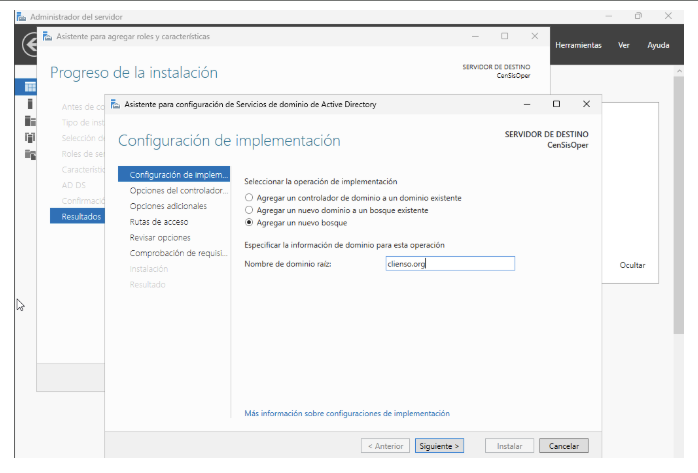 Administrador del servidor
Asistente para agregar roles y características
Herramientas Ver Ayuda
Progreso de la instalación
SERVIDOR DE DESTINO
CenSisOper
Antes de co
Tipo de inst
Selección d
Roles de se
Característic
AD DS
Confirmació
Resultados
Asistente para configuración de Servicios de dominio de Active Directory
Configuración de implementación
SERVIDOR DE DESTINO
CenSisOper
Configuración de implem...
Opciones del controlador...
Opciones adicionales
Rutas de acceso
Revisar opciones
Comprobación de requisi...
Instalación
Resultado
Seleccionar la operación de implementación
Agregar un controlador de dominio a un dominio existente
Agregar un nuevo dominio a un bosque existente
Agregar un nuevo bosque
Especificar la información de dominio para esta operación
Nombre de dominio raíz: clienso.org
Más información sobre configuraciones de implementación
< Anterior Siguiente > Instalar Cancelar
Ocultar